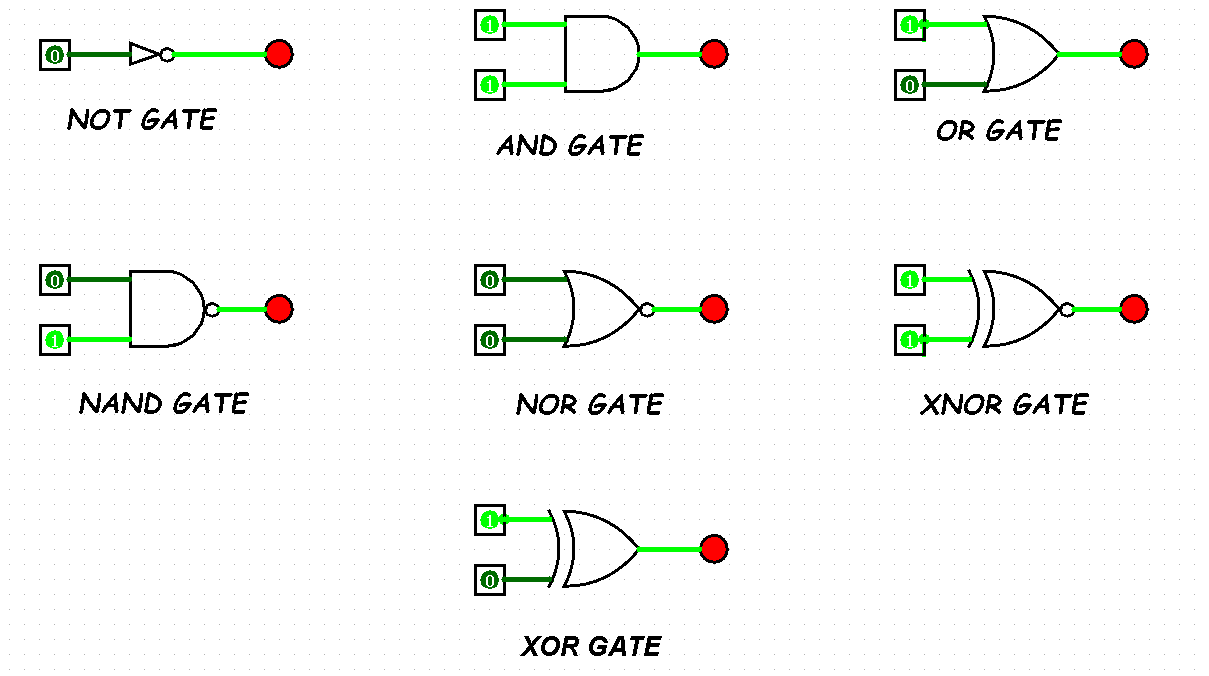 0
NOT GATE
1
1
AND GATE
1
0
OR GATE
0
1
NAND GATE
0
0
NOR GATE
1
1
XNOR GATE
1
0
XOR GATE